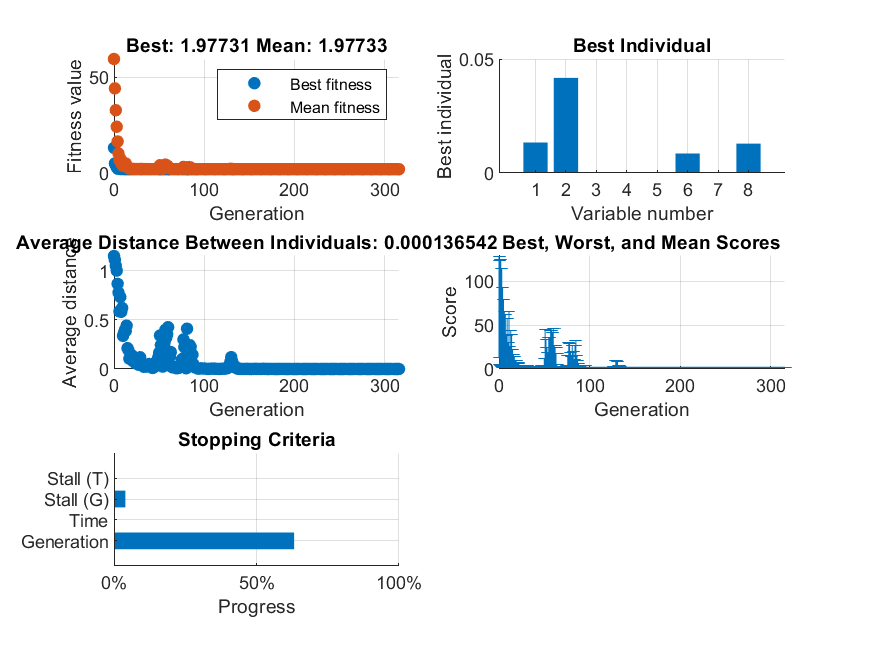 Best: 1.97731 Mean: 1.97733
Fitness value
50
0
Best fitness
Mean fitness
0 100 200 300
Generation
Best Individual
Best individual
0.05
0
1 2 3 4 5 6 7 8
Variable number
Average Distance Between Individuals: 0.000136542
Average distance
1
0.5
0
0 100 200 300
Generation
Best, Worst, and Mean Scores
Score
100
50
0
0 100 200 300
Generation
Stopping Criteria
Stall (T)
Stall (G)
Time
Generation
0% 50% 100%
Progress